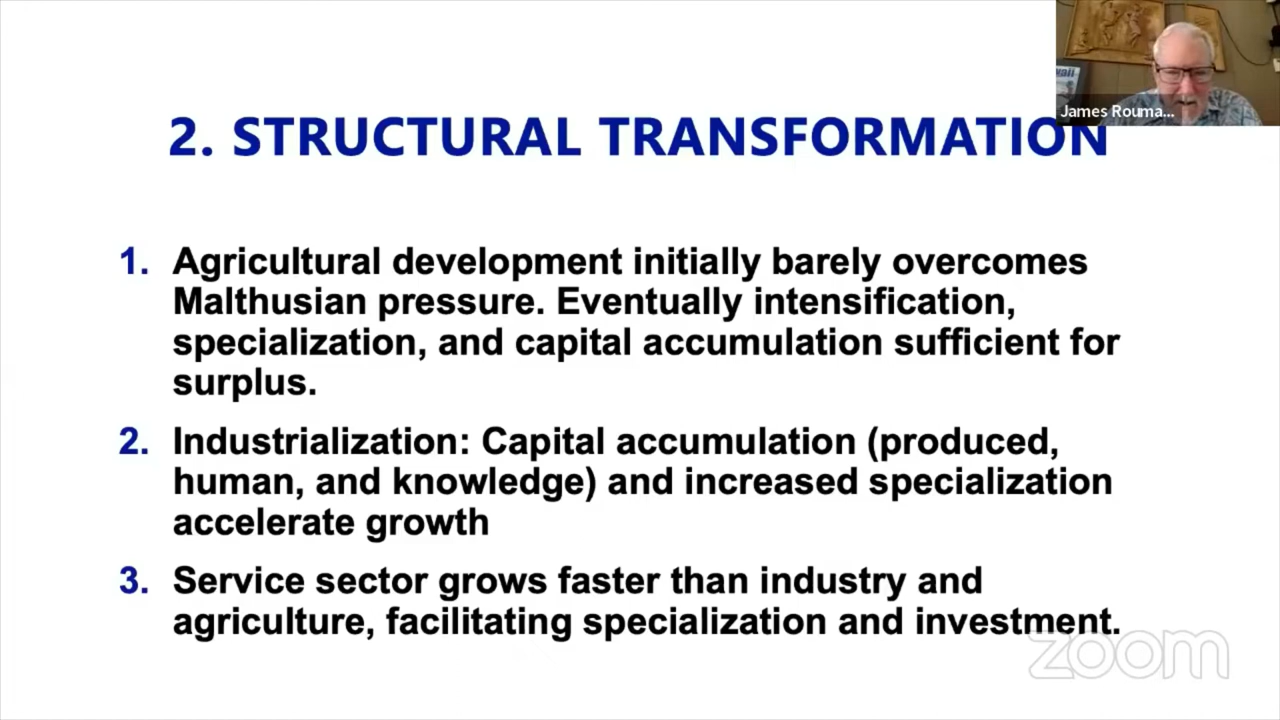 James Rouma...
2. STRUCTURAL TRANSFORMATION
1. Agricultural development initially barely overcomes
Malthusian pressure. Eventually intensification,
specialization, and capital accumulation sufficient for
surplus.
2. Industrialization: Capital accumulation (produced,
human, and knowledge) and increased specialization
accelerate growth
3. Service sector grows faster than industry and
agriculture, facilitating specialization and investment.
zoom